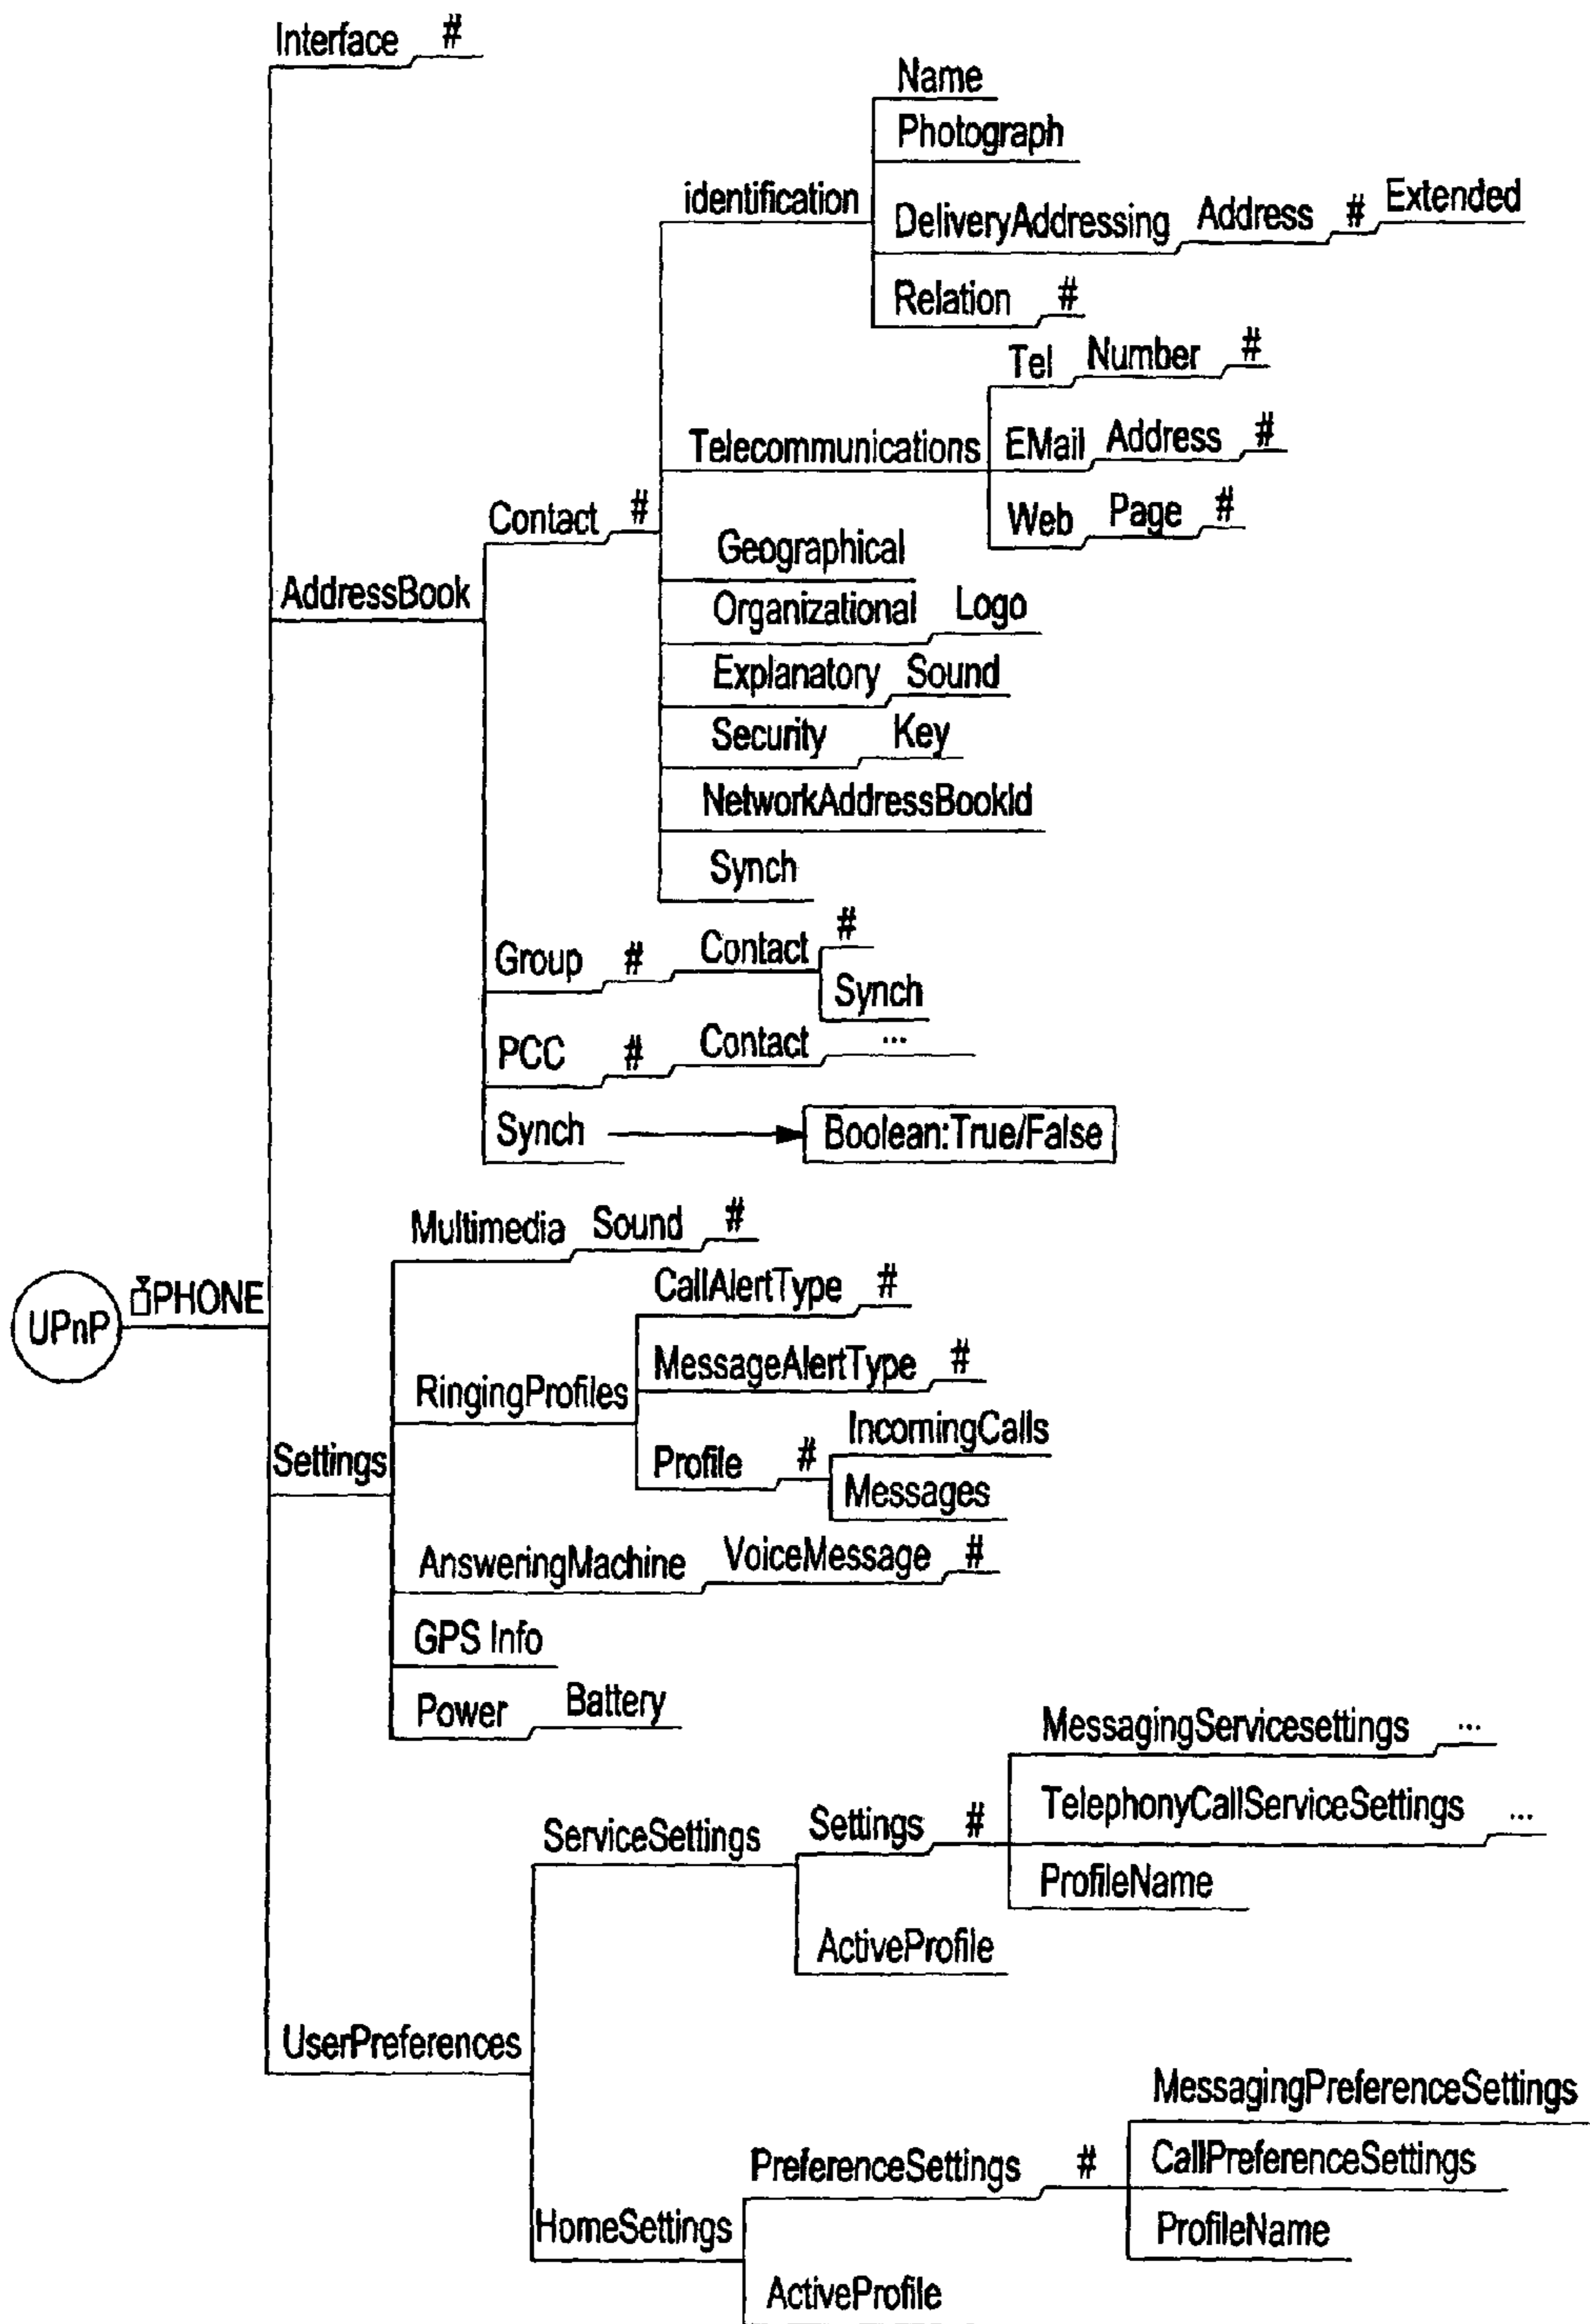 Interface #
Name
Photograph
identification
DeliveryAddressing Address # Extended
Relation #
Tel Number #
Telecommunications
EMail Address #
Web Page #
Contact #
Geographical
AddressBook
Organizational Logo
Explanatory Sound
Security Key
NetworkAddressBookId
Synch
Group # Contact #
Synch
PCC # Contact ...
Synch
Boolean:True/False
Multimedia Sound #
UPnP
PHONE
CallAlertType #
MessageAlertType #
RingingProfiles
IncomingCalls
Profile #
Messages
Settings
AnsweringMachine VoiceMessage #
GPS Info
Power Battery
MessagingServicesettings ...
TelephonyCallServiceSettings ...
ServiceSettings
Settings #
ProfileName
ActiveProfile
UserPreferences
MessagingPreferenceSettings
PreferenceSettings #
CallPreferenceSettings
ProfileName
HomeSettings
ActiveProfile